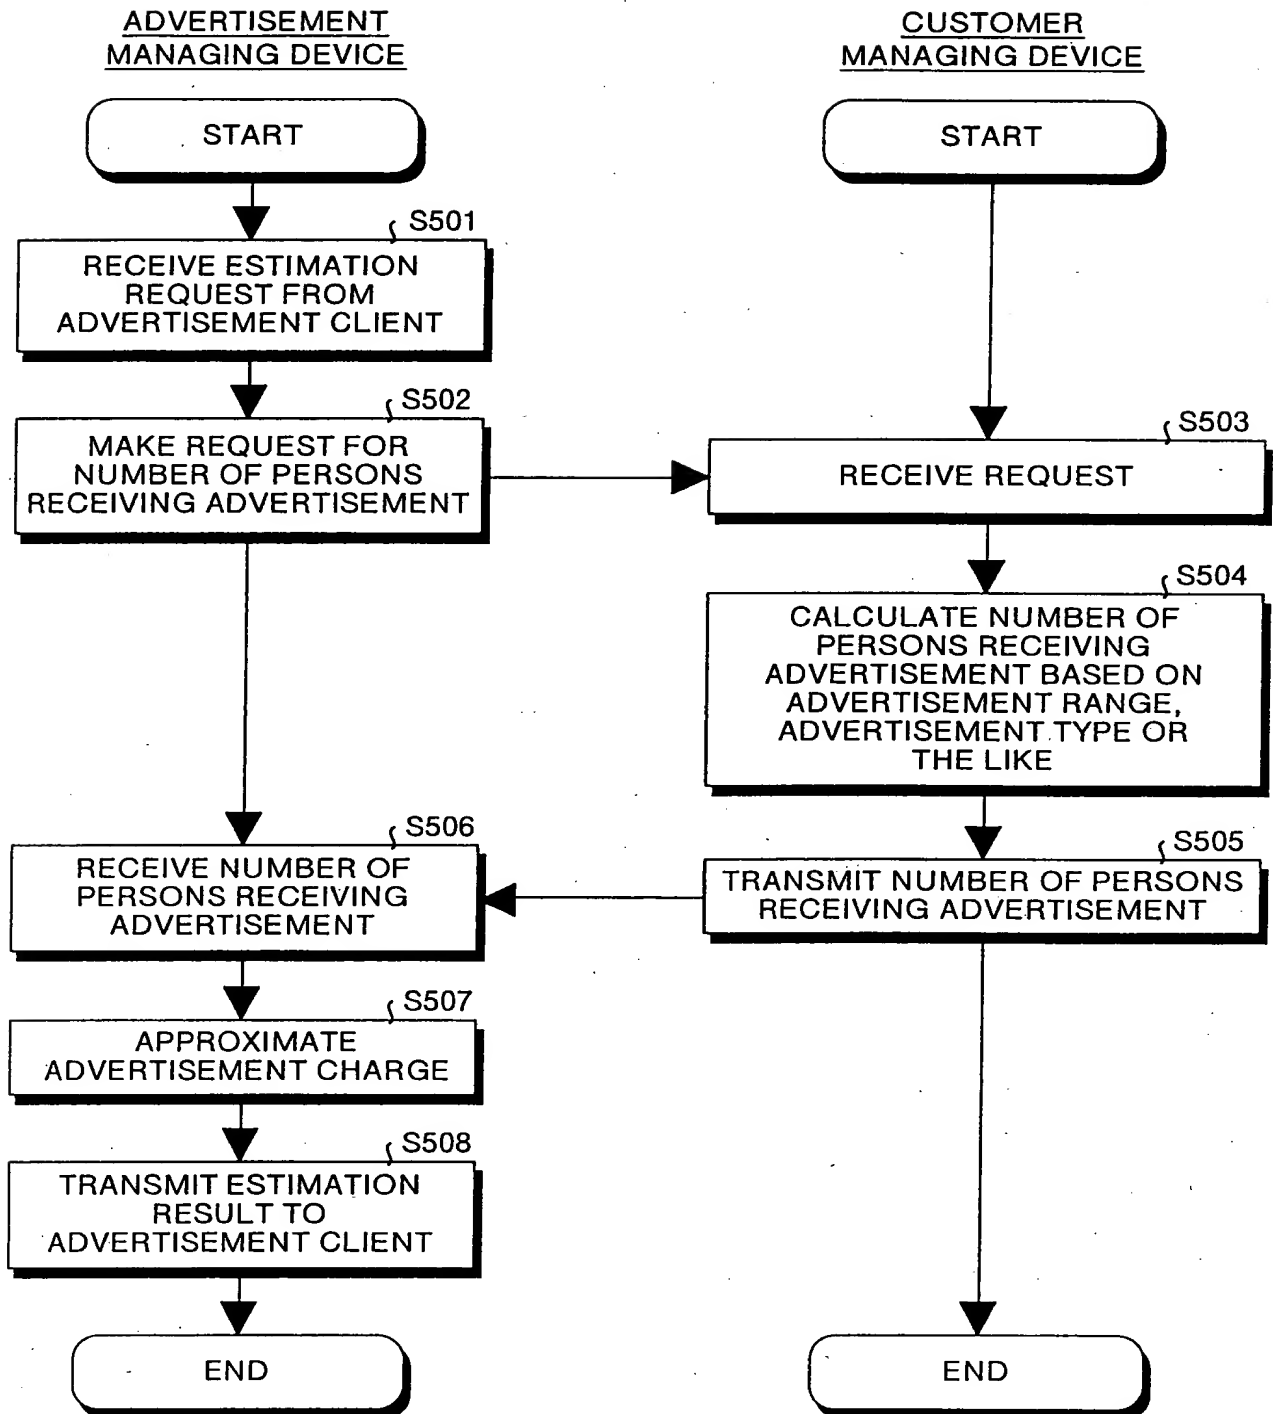 ADVERTISEMENT
MANAGING DEVICE
START
S501
RECEIVE ESTIMATION
REQUEST FROM
ADVERTISEMENT CLIENT
S502
MAKE REQUEST FOR
NUMBER OF PERSONS
RECEIVING ADVERTISEMENT
S506
RECEIVE NUMBER OF
PERSONS RECEIVING
ADVERTISEMENT
S507
APPROXIMATE
ADVERTISEMENT CHARGE
S508
TRANSMIT ESTIMATION
RESULT TO
ADVERTISEMENT CLIENT
END
CUSTOMER
MANAGING DEVICE
START
S503
RECEIVE REQUEST
S504
CALCULATE NUMBER OF
PERSONS RECEIVING
ADVERTISEMENT BASED ON
ADVERTISEMENT RANGE,
ADVERTISEMENT TYPE OR
THE LIKE
S505
TRANSMIT NUMBER OF PERSONS
RECEIVING ADVERTISEMENT
END